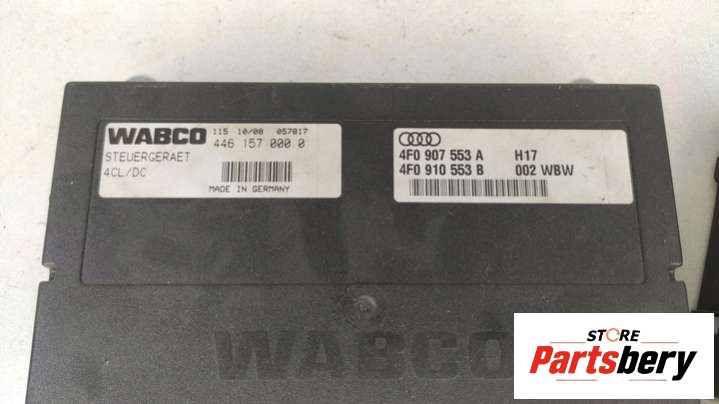 WABCO 115 10/08 057817
446 157 000 0
STEUERGERAET
4CL/DC
MADE IN GERMANY
4F0 907 553 A H17
4F0 910 553 B 002 WBW
WABCO
STORE
Partsbery